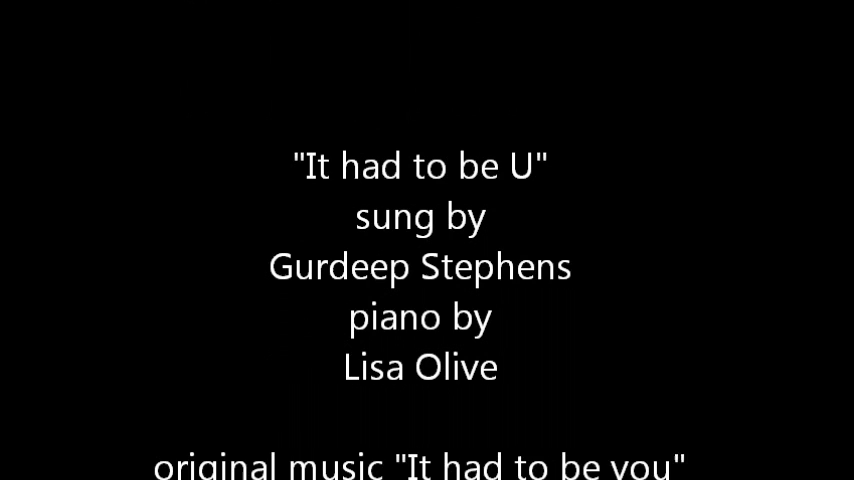 "It had to be U"
sung by
Gurdeep Stephens
piano by
Lisa Olive
original music "It had to be you"